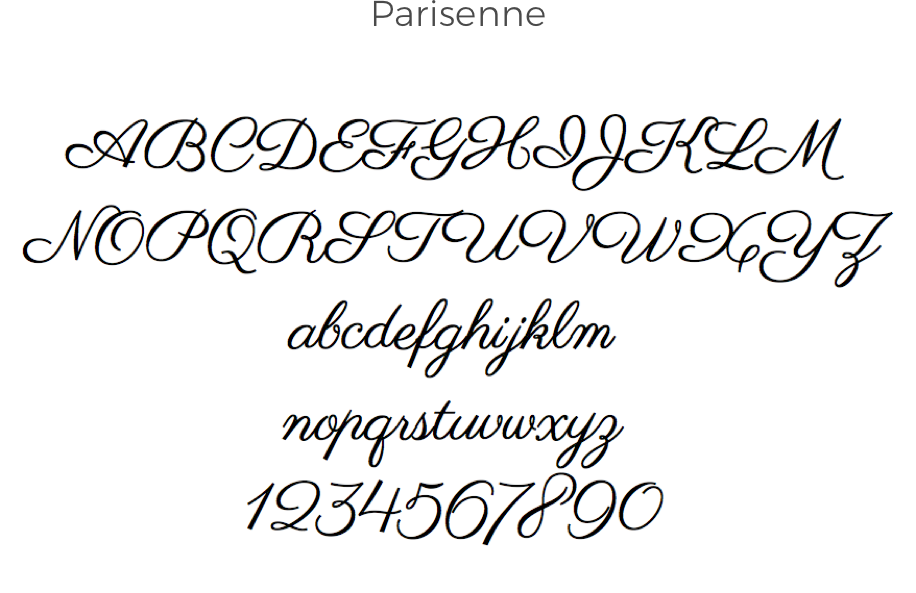 Parisenne
ABCDEFGHIJKLM
NOPQRSTUVWXYZ
abcdefghijklm
nopqrstuvwxyz
1234567890